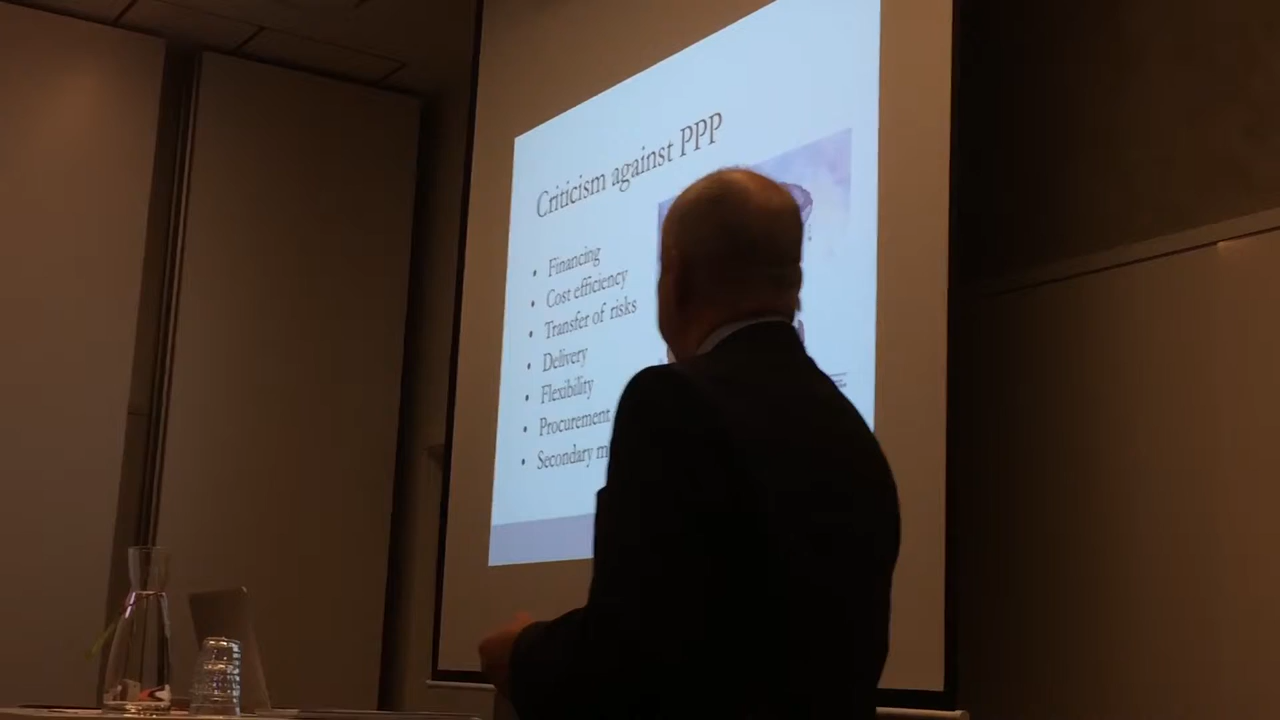 Criticism against PPP
• Financing
• Cost efficiency
• Transfer of risks
• Delivery
• Flexibility
• Procurement
• Secondary m